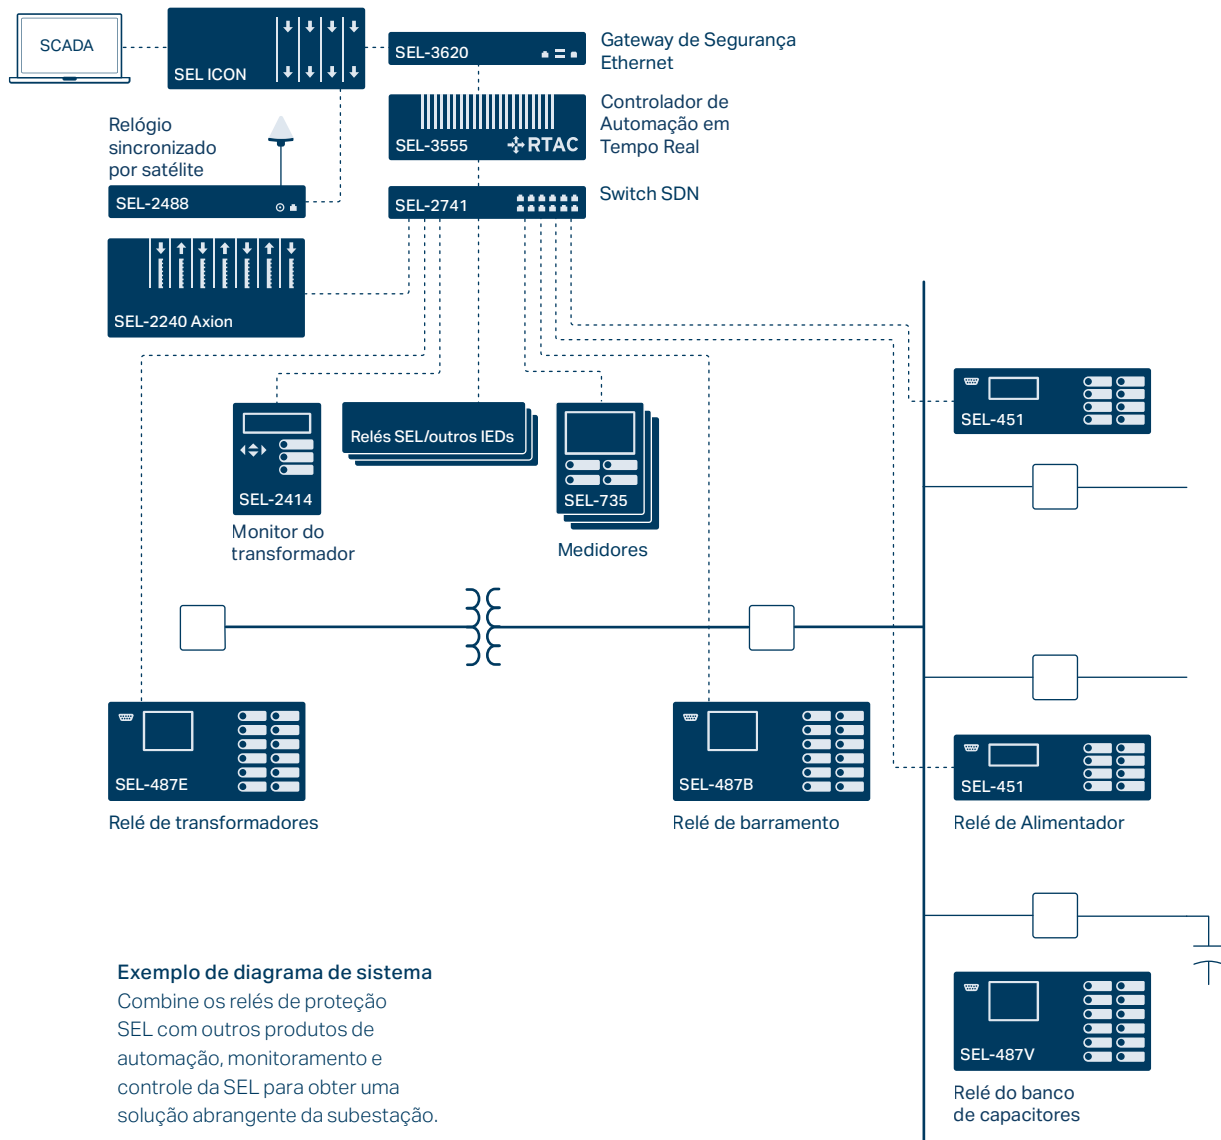 SCADA
SEL ICON
SEL-3620
Gateway de Segurança
Ethernet
SEL-3555
RTAC
Controlador de
Automação em
Tempo Real
Relógio
sincronizado
por satélite
SEL-2488
SEL-2741
Switch SDN
SEL-2240 Axion
SEL-2414
Monitor do
transformador
Relés SEL/outros IEDs
SEL-735
Medidores
SEL-451
SEL-487E
Relé de transformadores
SEL-487B
Relé de barramento
SEL-451
Relé de Alimentador
SEL-487V
Relé do banco
de capacitores
Exemplo de diagrama de sistema
Combine os relés de proteção
SEL com outros produtos de
automação, monitoramento e
controle da SEL para obter uma
solução abrangente da subestação.